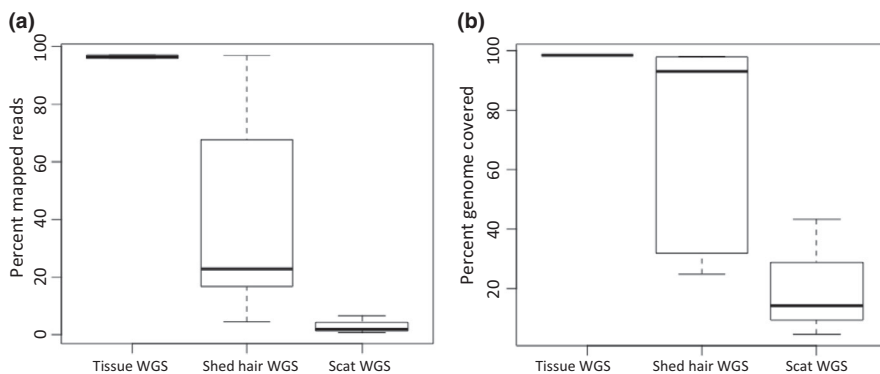 (a)
Percent mapped reads
100
80
60
40
20
0
Tissue WGS Shed hair WGS Scat WGS
(b)
Percent genome covered
100
80
60
40
20
Tissue WGS Shed hair WGS Scat WGS